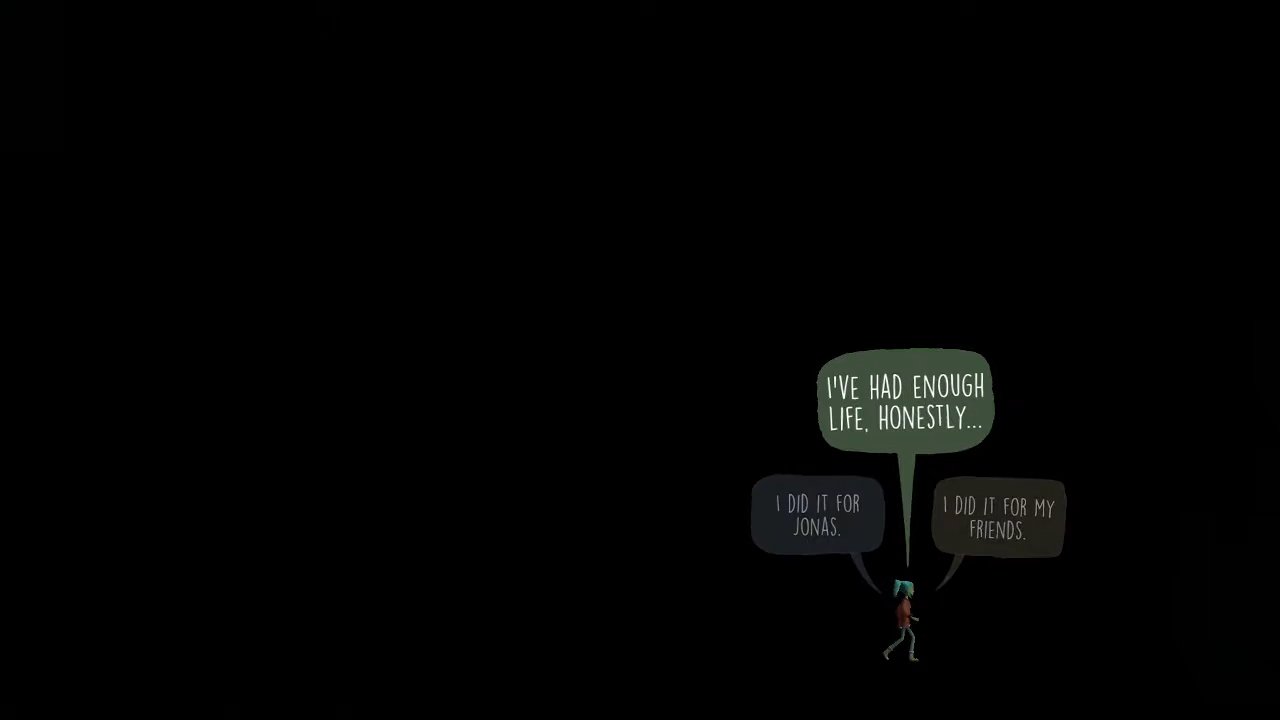 I'VE HAD ENOUGH
LIFE, HONESTLY...
I DID IT FOR
JONAS.
I DID IT FOR MY
FRIENDS.